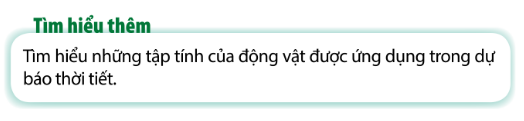 Tìm hiểu thêm
Tìm hiểu những tập tính của động vật được ứng dụng trong dự
báo thời tiết.